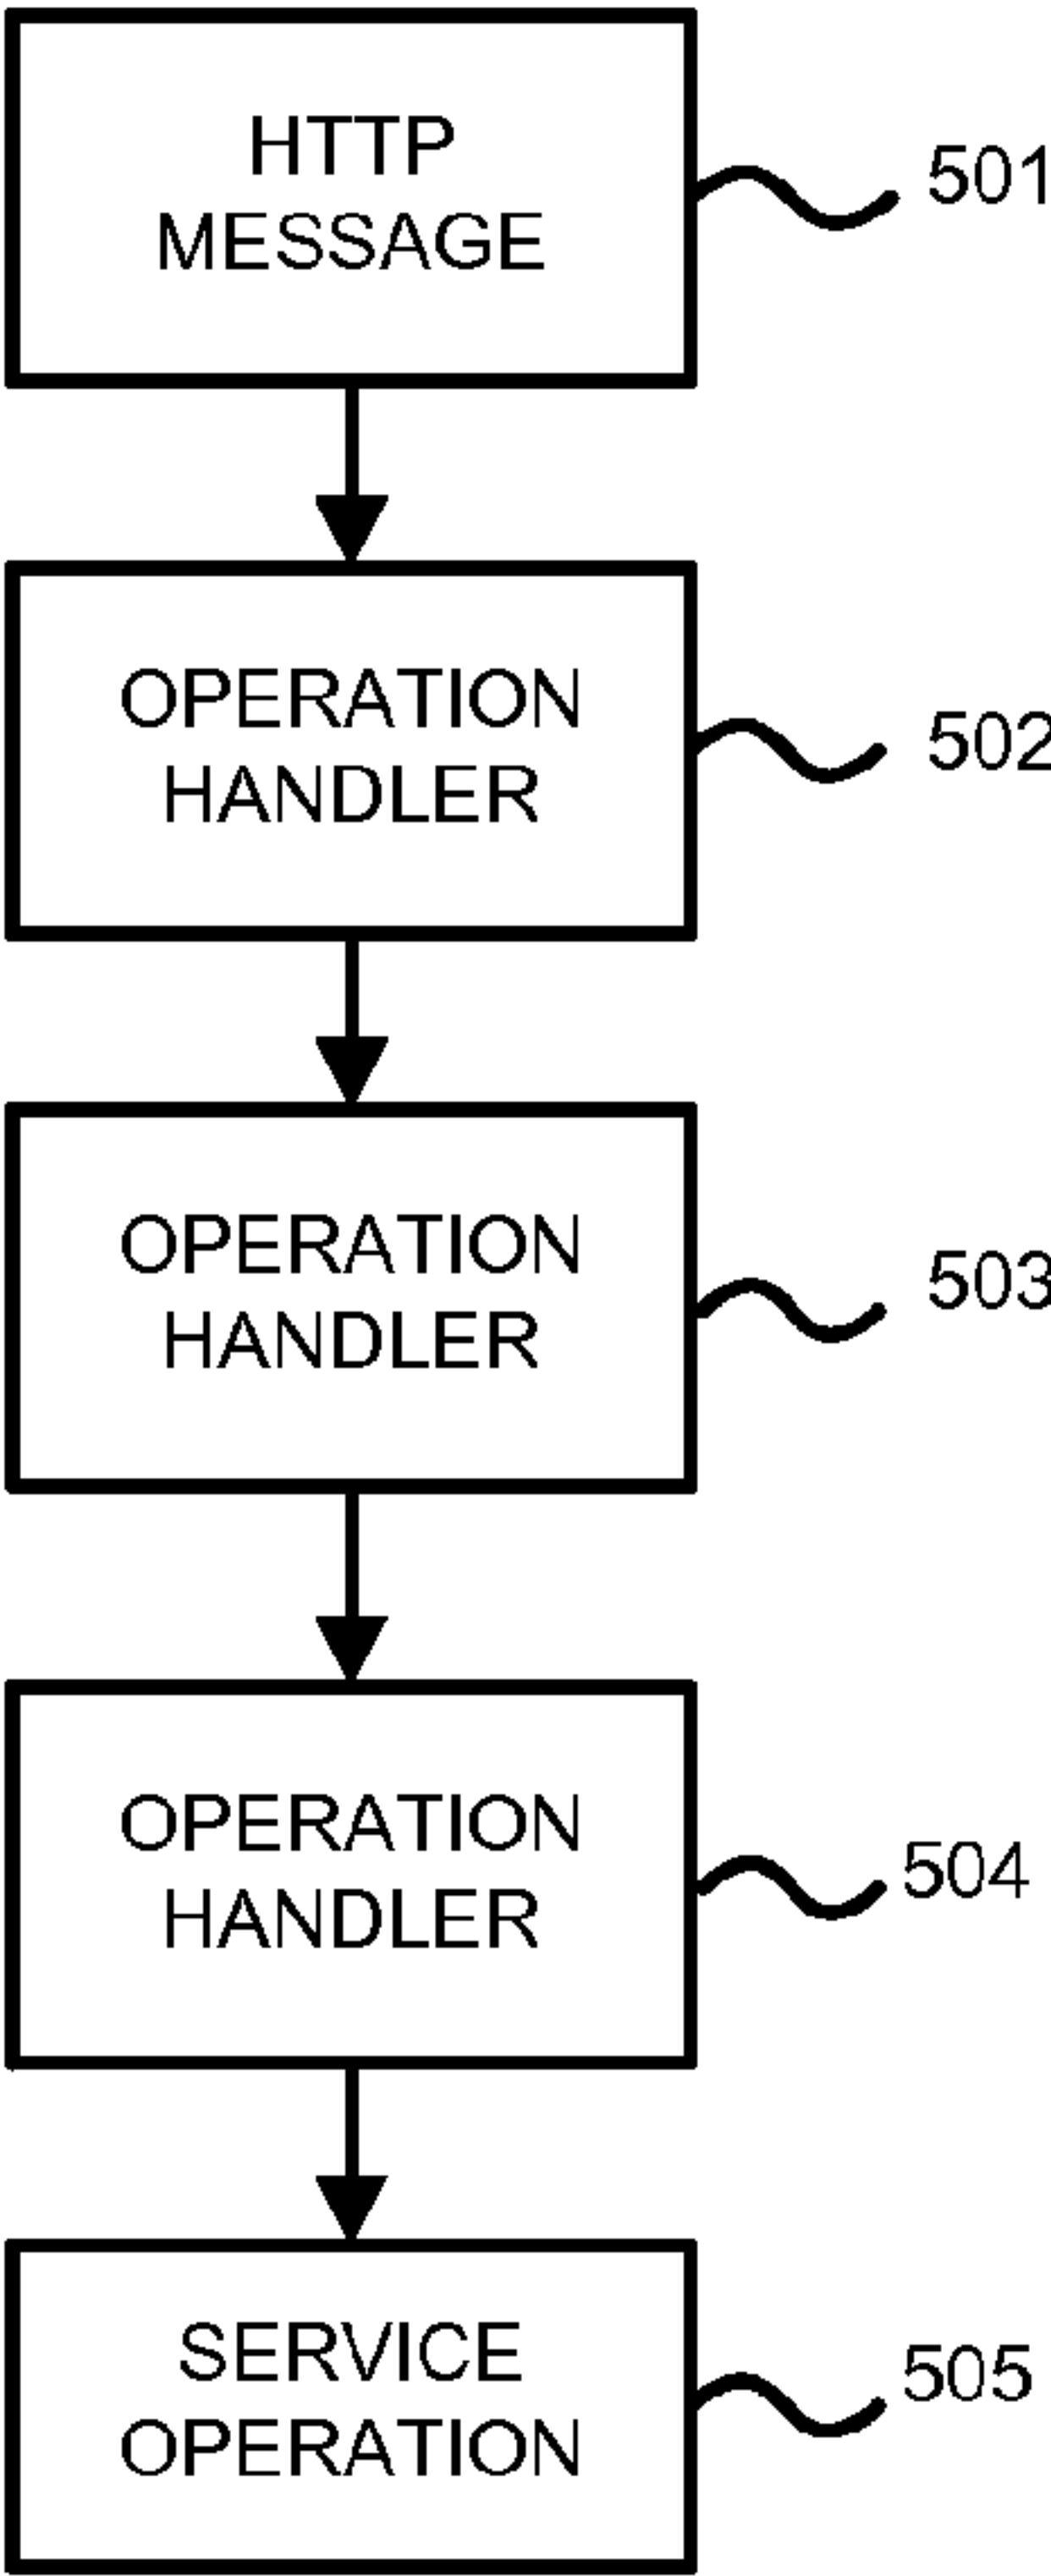 HTTP
MESSAGE
501
OPERATION
HANDLER
502
OPERATION
HANDLER
503
OPERATION
HANDLER
504
SERVICE
OPERATION
505